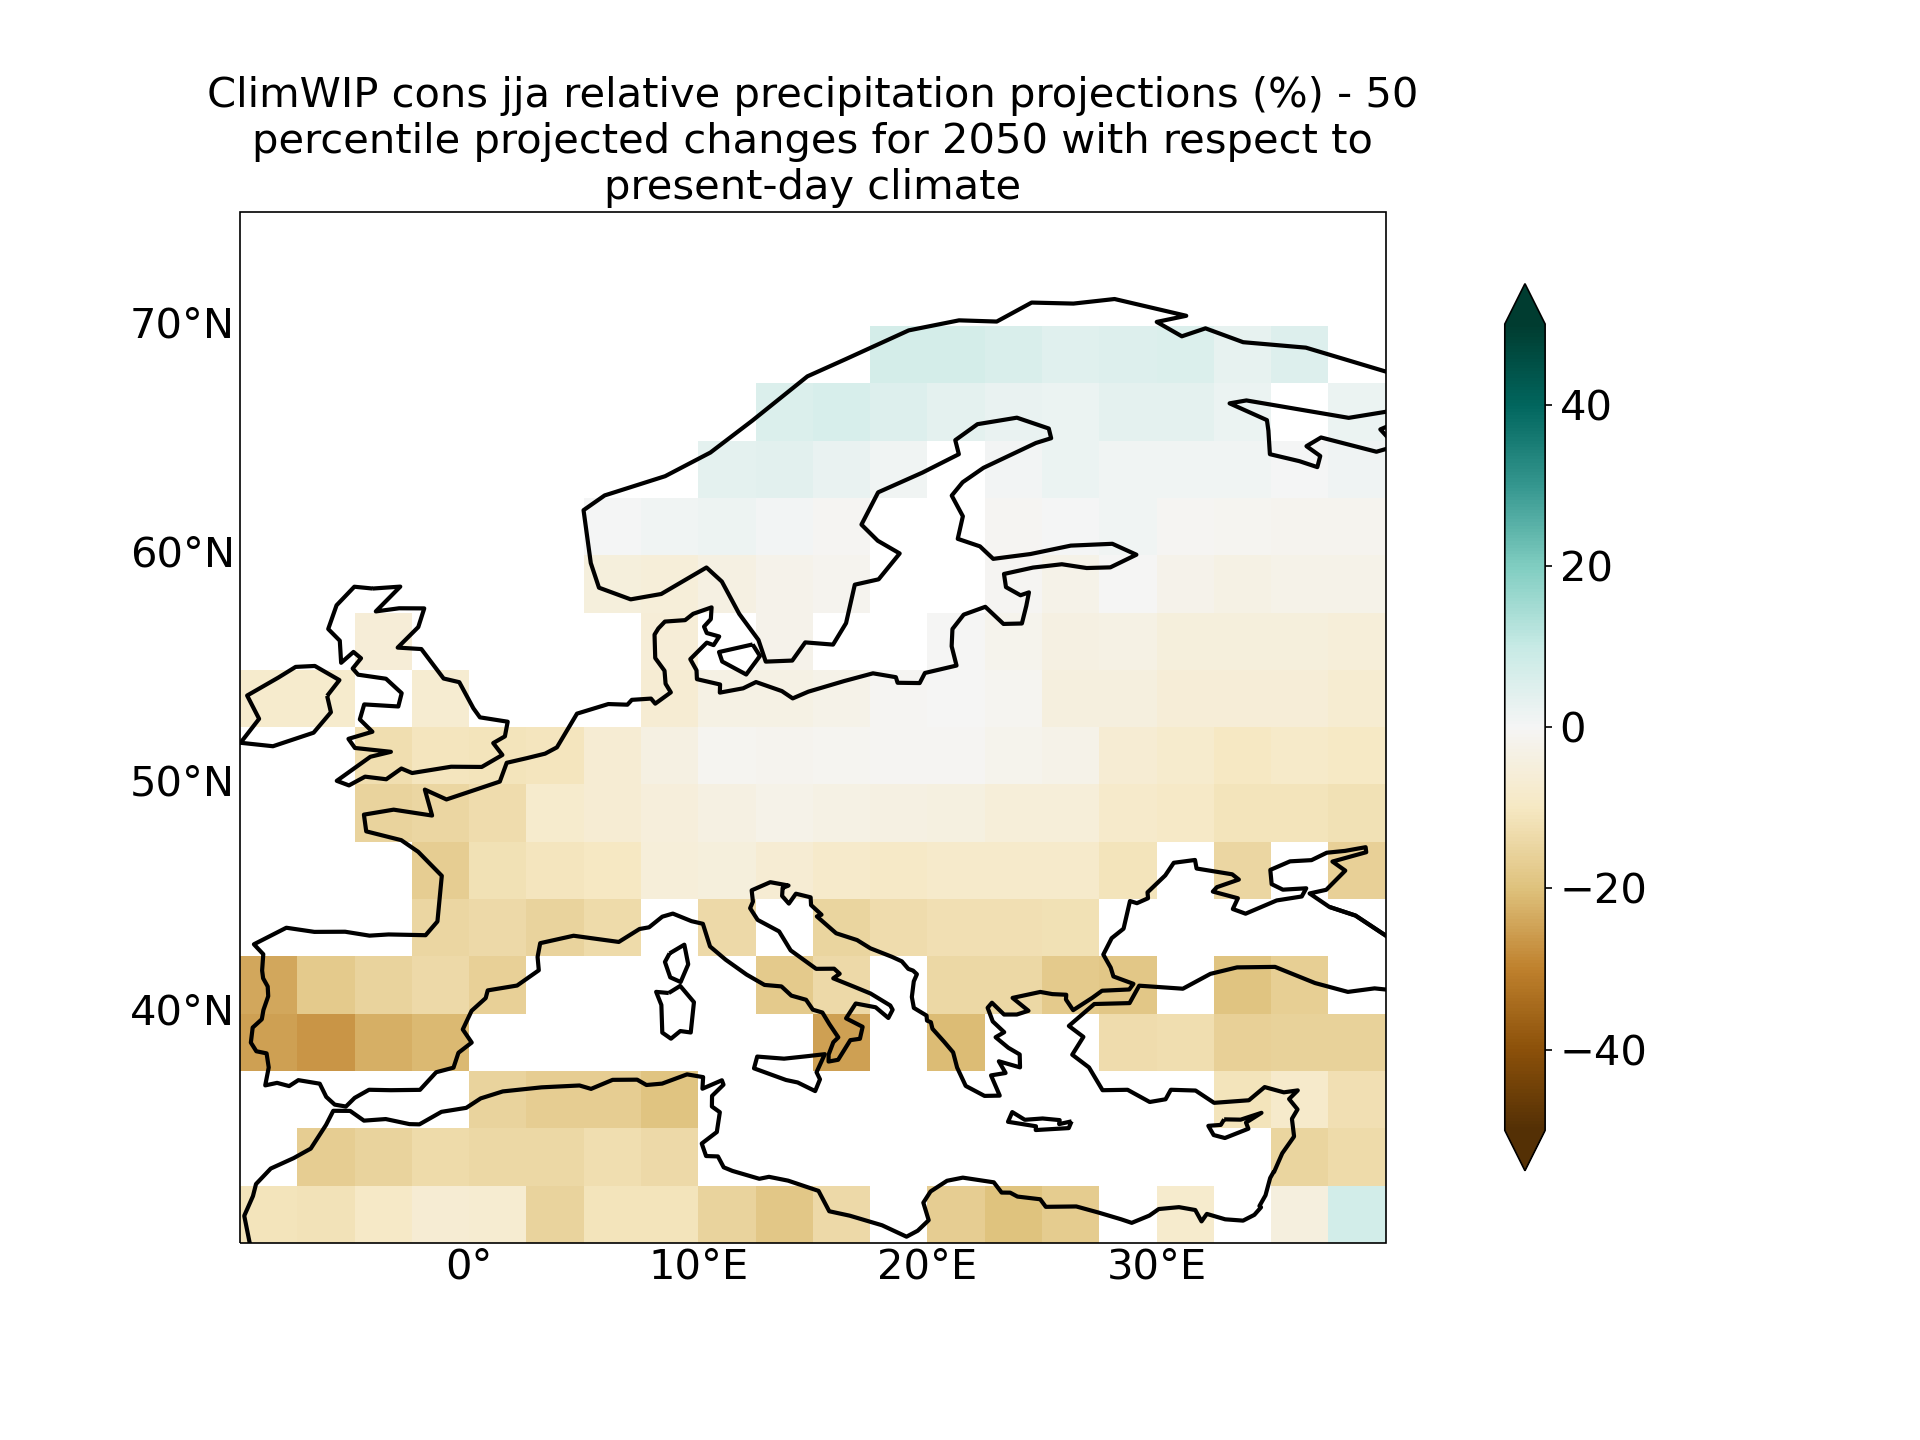 ClimWIP cons jja relative precipitation projections (%) - 50
percentile projected changes for 2050 with respect to
present-day climate
70°N
60°N
50°N
40°N
0°
10°E
20°E
30°E
40
20
0
−20
−40